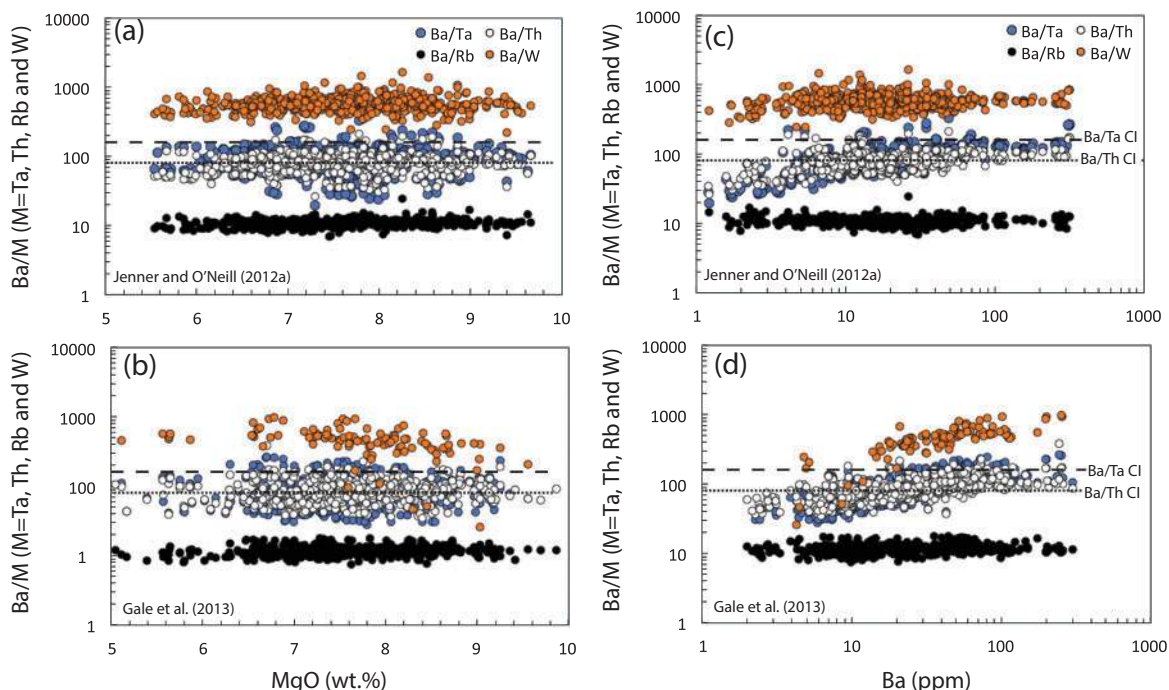 Ba/M (M=Ta, Th, Rb and W)
10000
1000
100
10
1
(a)
Ba/Ta Ba/Th
Ba/Rb Ba/W
Jenner and O'Neill (2012a)
5 6 7 8 9 10
Ba/M (M=Ta, Th, Rb and W)
10000
1000
100
10
1
(c)
Ba/Ta Ba/Th
Ba/Rb Ba/W
Ba/Ta CI
Ba/Th CI
Jenner and O'Neill (2012a)
1 10 100 1000
Ba/M (M=Ta, Th, Rb and W)
10000
1000
100
1
1
(b)
Gale et al. (2013)
5 6 7 8 9 10
MgO (wt.%)
Ba/M (M=Ta, Th, Rb and W)
10000
1000
100
10
1
(d)
Ba/Ta CI
Ba/Th CI
Gale et al. (2013)
1 10 100 1000
Ba (ppm)